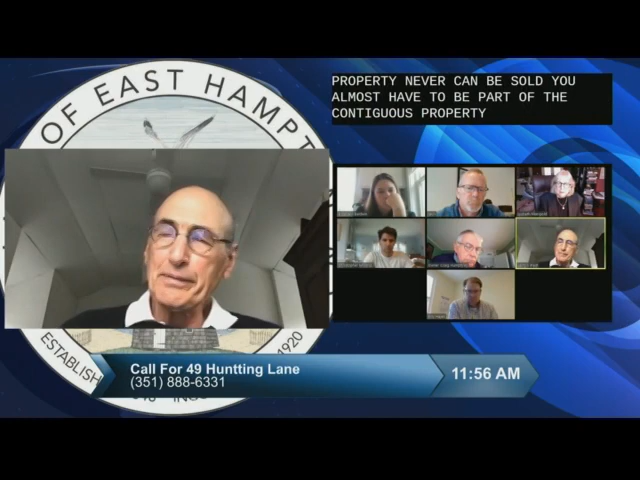 PROPERTY NEVER CAN BE SOLD YOU
ALMOST HAVE TO BE PART OF THE
CONTIGUOUS PROPERTY
OF EAST HAMPT
ESTABLISH
1920
Call For 49 Huntting Lane
(351) 888-6331
11:56 AM